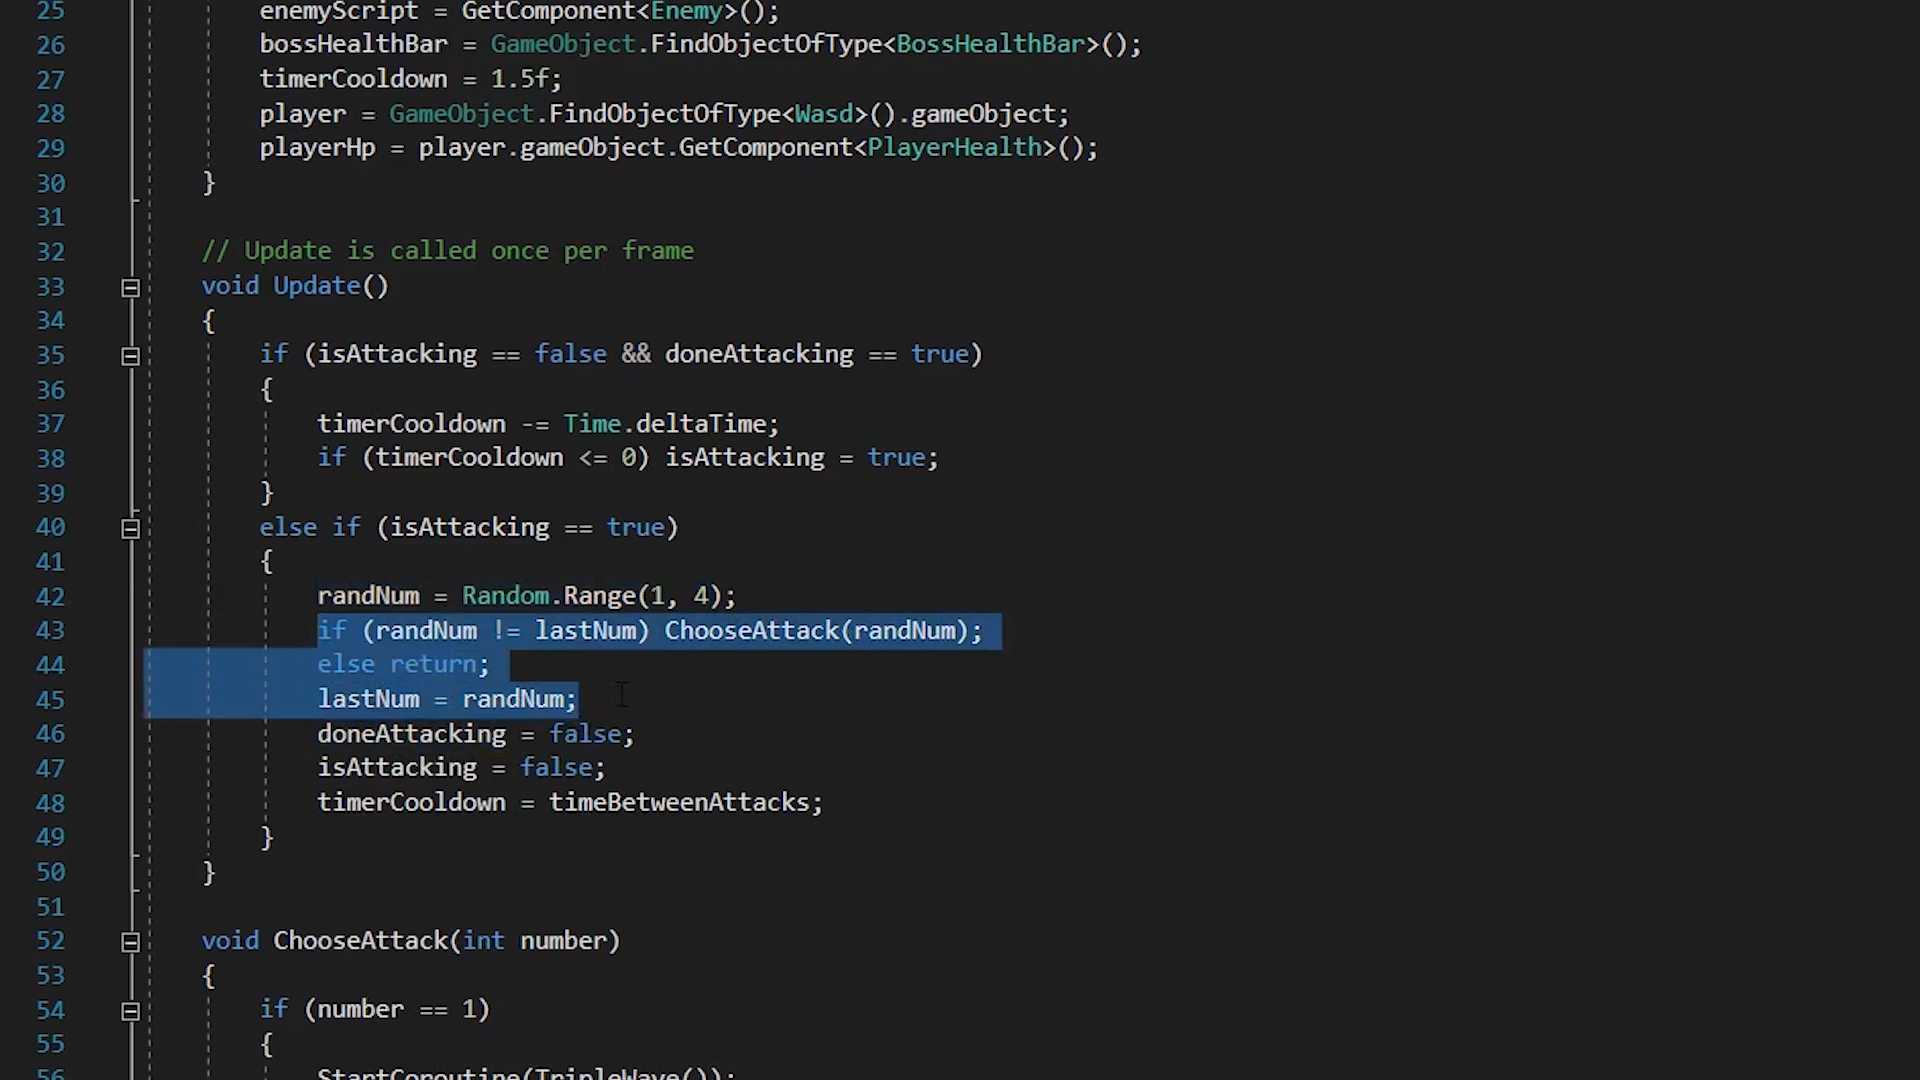 25 enemyScript = GetComponent<Enemy>();
26 bossHealthBar = GameObject.FindObjectOfType<BossHealthBar>();
27 timerCooldown = 1.5f;
28 player = GameObject.FindObjectOfType<Wasd>().gameObject;
29 playerHp = player.gameObject.GetComponent<PlayerHealth>();
30 }
31
32 // Update is called once per frame
33 void Update()
34 {
35 if (isAttacking == false && doneAttacking == true)
36 {
37 timerCooldown -= Time.deltaTime;
38 if (timerCooldown <= 0) isAttacking = true;
39 }
40 else if (isAttacking == true)
41 {
42 randNum = Random.Range(1, 4);
43 if (randNum != lastNum) ChooseAttack(randNum);
44 else return;
45 lastNum = randNum;
46 doneAttacking = false;
47 isAttacking = false;
48 timerCooldown = timeBetweenAttacks;
49 }
50 }
51
52 void ChooseAttack(int number)
53 {
54 if (number == 1)
55 {
56 StartCoroutine(TripleWave());